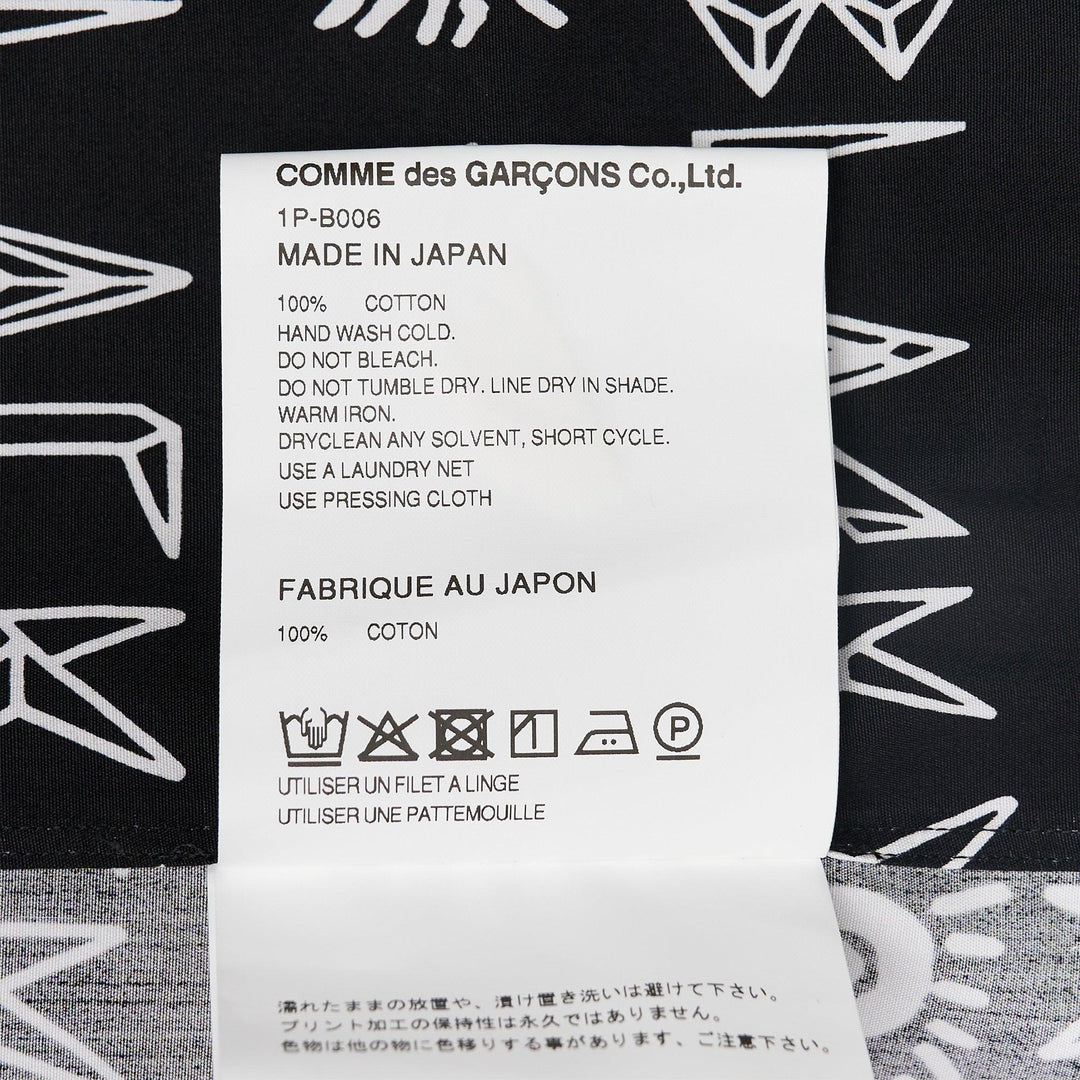 COMME des GARÇONS Co.,Ltd.
1P-B006
MADE IN JAPAN
100% COTTON
HAND WASH COLD.
DO NOT BLEACH.
DO NOT TUMBLE DRY. LINE DRY IN SHADE.
WARM IRON.
DRYCLEAN ANY SOLVENT, SHORT CYCLE.
USE A LAUNDRY NET
USE PRESSING CLOTH
FABRIQUE AU JAPON
100% COTON
P
UTILISER UN FILET A LINGE
UTILISER UNE PATTEMOUILLE
濡れたままの放置や、漬け置き洗いは避けて下さい。
プリント加工の保持性は永久ではありません。
色物は他の物に色移りする事があります、ご注意下さい。